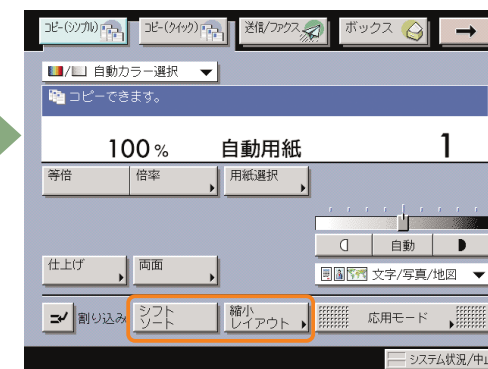 コピー(シンプル)
コピー(クイック)
送信/ファクス
ボックス
→
自動カラー選択
コピーできます。
100 %
自動用紙
1
等倍
倍率
用紙選択
自動
仕上げ
両面
文字/写真/地図
割り込み
シフト
ソート
縮小
レイアウト
応用モード
システム状況/中止